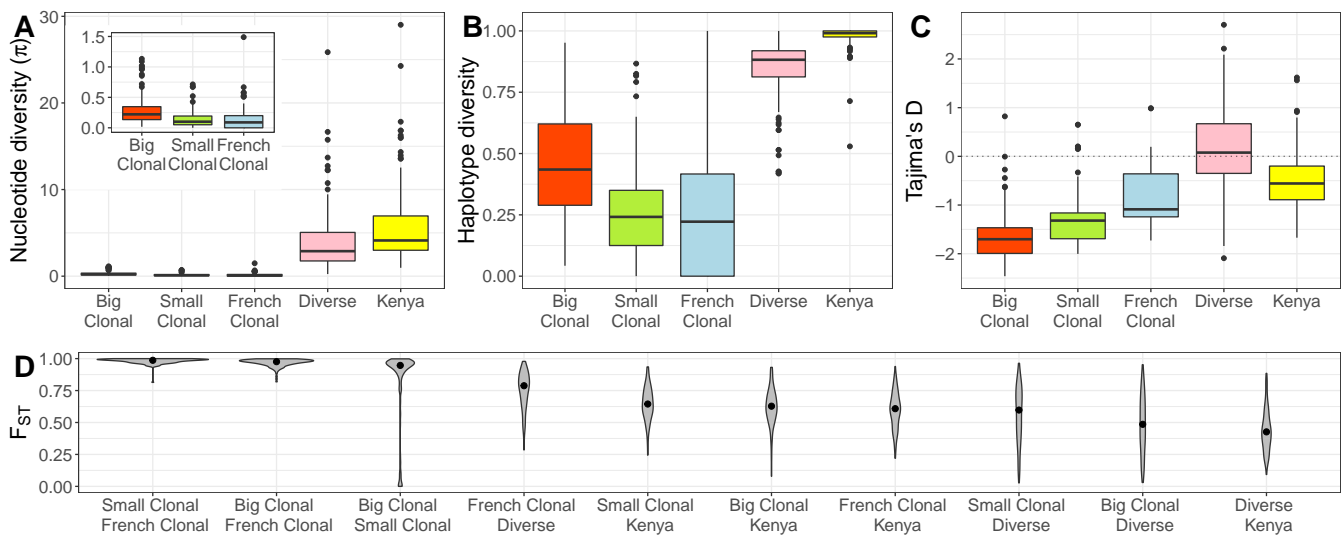 A
Nucleotide diversity (π)
30
20
10
5
0
1.5
1.0
0.5
0.0
Big Small French
Clonal Clonal Clonal
Big Small French Diverse Kenya
Clonal Clonal Clonal
B
Haplotype diversity
1.00
0.75
0.50
0.25
0.00
Big Small French Diverse Kenya
Clonal Clonal Clonal
C
Tajima's D
2
1
0
−1
−2
Big Small French Diverse Kenya
Clonal Clonal Clonal
D
FST
1.00
0.75
0.50
0.25
0.00
Small Clonal Big Clonal Big Clonal French Clonal Small Clonal Big Clonal French Clonal Small Clonal Big Clonal Diverse
French Clonal French Clonal Small Clonal Diverse Kenya Kenya Kenya Diverse Diverse Kenya